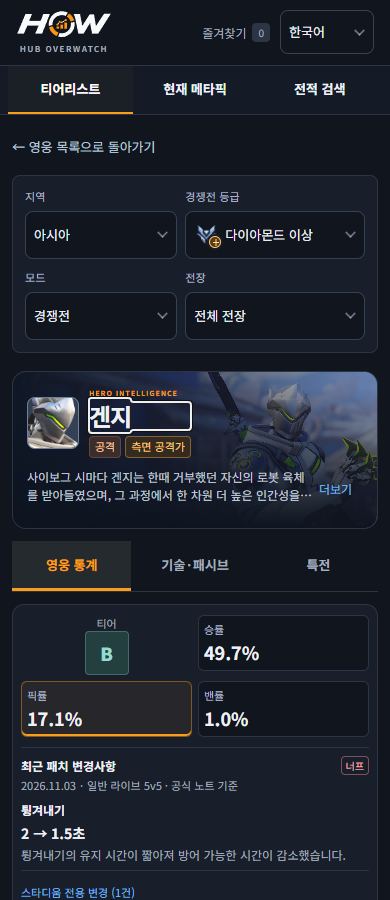 HOW
HUB OVERWATCH
즐겨찾기 0
한국어
티어리스트 현재 메타픽 전적 검색
← 영웅 목록으로 돌아가기
지역 경쟁전 등급
아시아 다이아몬드 이상
모드 전장
경쟁전 전체 전장
HERO INTELLIGENCE
겐지
공격 측면 공격가
사이보그 시마다 겐지는 한때 거부했던 자신의 로봇 육체
를 받아들였으며, 그 과정에서 한 차원 더 높은 인간성을… 더보기
영웅 통계 기술·패시브 특전
티어
B
승률
49.7%
픽률
17.1%
밴률
1.0%
최근 패치 변경사항 너프
2026.11.03 · 일반 라이브 5v5 · 공식 노트 기준
튕겨내기
2 → 1.5초
튕겨내기의 유지 시간이 짧아져 방어 가능한 시간이 감소했습니다.
스타디움 전용 변경 (1건)